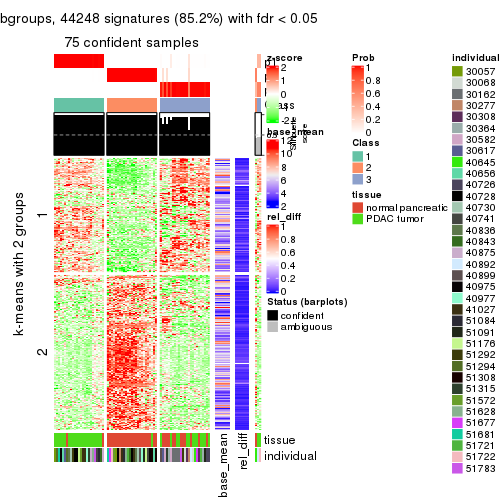 bgroups, 44248 signatures (85.2%) with fdr < 0.05
75 confident samples
k-means with 2 groups
1
2
z-score
2
0
-2
base_mean
12
10
8
6
4
2
rel_diff
1
0.8
0.6
0.4
0.2
0
Status (barplots)
confident
ambiguous
Silhouette
score
tissue
individual
base_mean
rel_diff
Prob
1
0.8
0.6
0.4
0.2
0
Class
1
2
3
tissue
normal pancreatic
PDAC tumor
individual
30057
30068
30162
30277
30308
30364
30582
30617
40645
40656
40726
40728
40730
40741
40836
40843
40875
40892
40899
40975
40977
41027
51084
51091
51176
51292
51294
51308
51315
51572
51628
51677
51681
51721
51722
51783